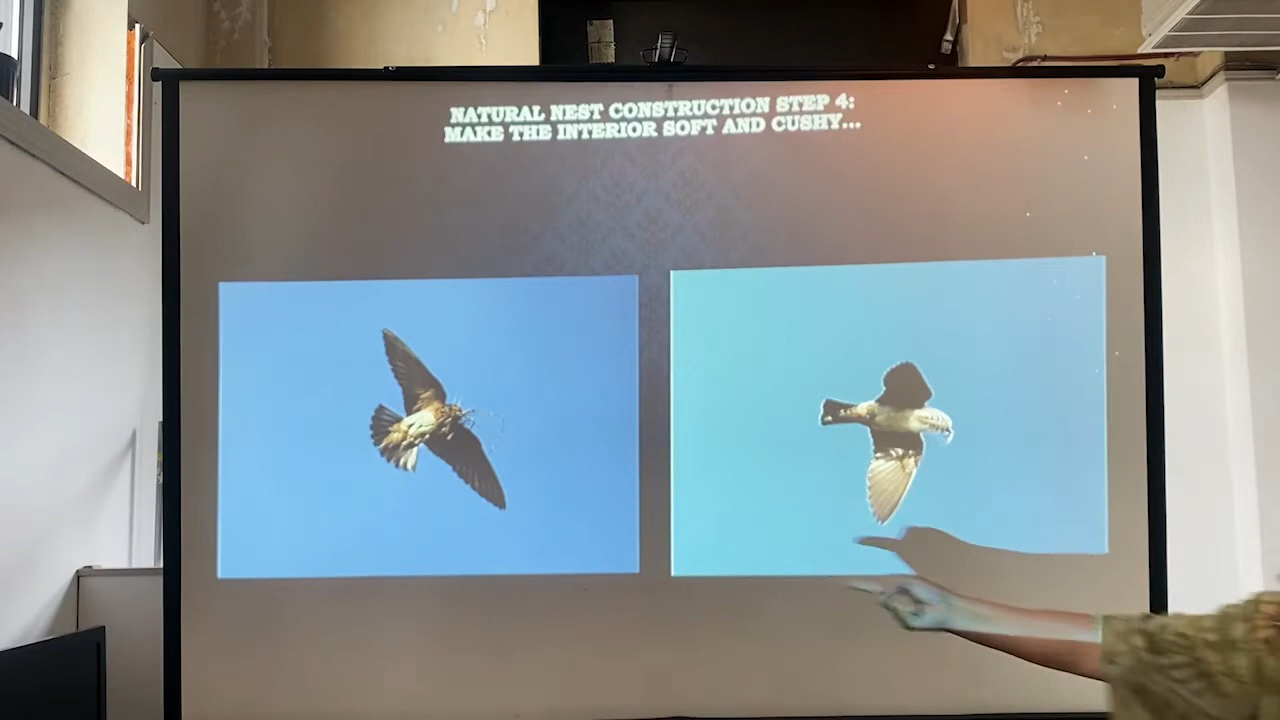 NATURAL NEST CONSTRUCTION STEP 4:
MAKE THE INTERIOR SOFT AND CUSHY...